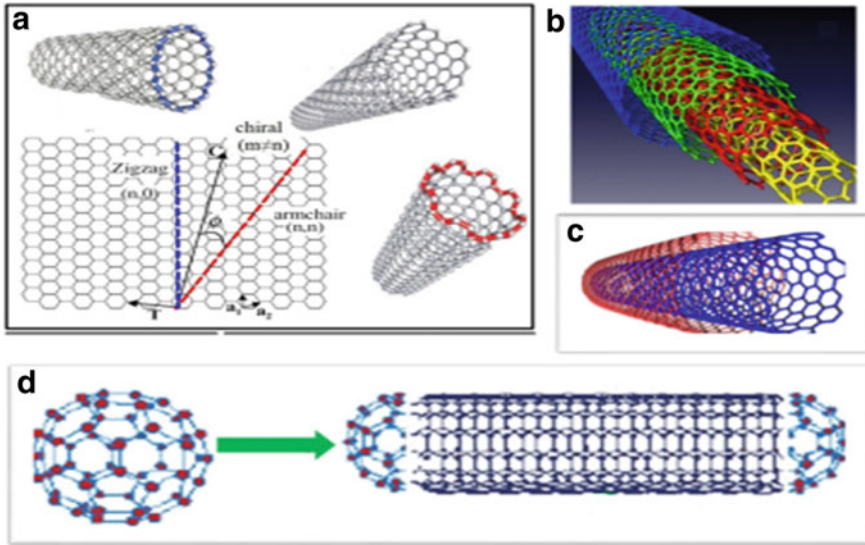 a
chiral
(m≠n)
C
Zigzag
(n,0)
ø
armchair
(n,n)
T
a₁
a₂
b
c
d